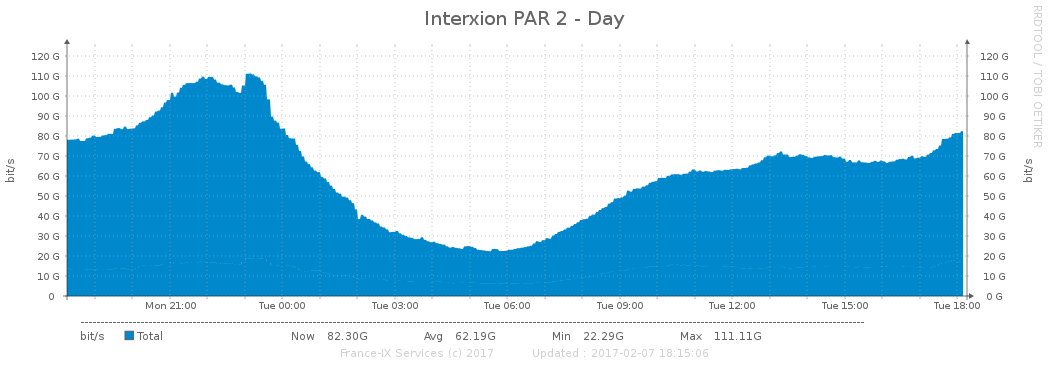 Interxion PAR 2 - Day
RRDTOOL / TOBI OETIKER
120 G 120 G
110 G 110 G
100 G 100 G
90 G 90 G
80 G 80 G
70 G 70 G
60 G 60 G
50 G 50 G
40 G 40 G
30 G 30 G
20 G 20 G
10 G 10 G
0 0 G
bit/s
bit/s
Mon 21:00 Tue 00:00 Tue 03:00 Tue 06:00 Tue 09:00 Tue 12:00 Tue 15:00 Tue 18:00
bit/s Total Now 82.30G Avg 62.19G Min 22.29G Max 111.11G
France-IX Services (c) 2017 Updated : 2017-02-07 18:15:06